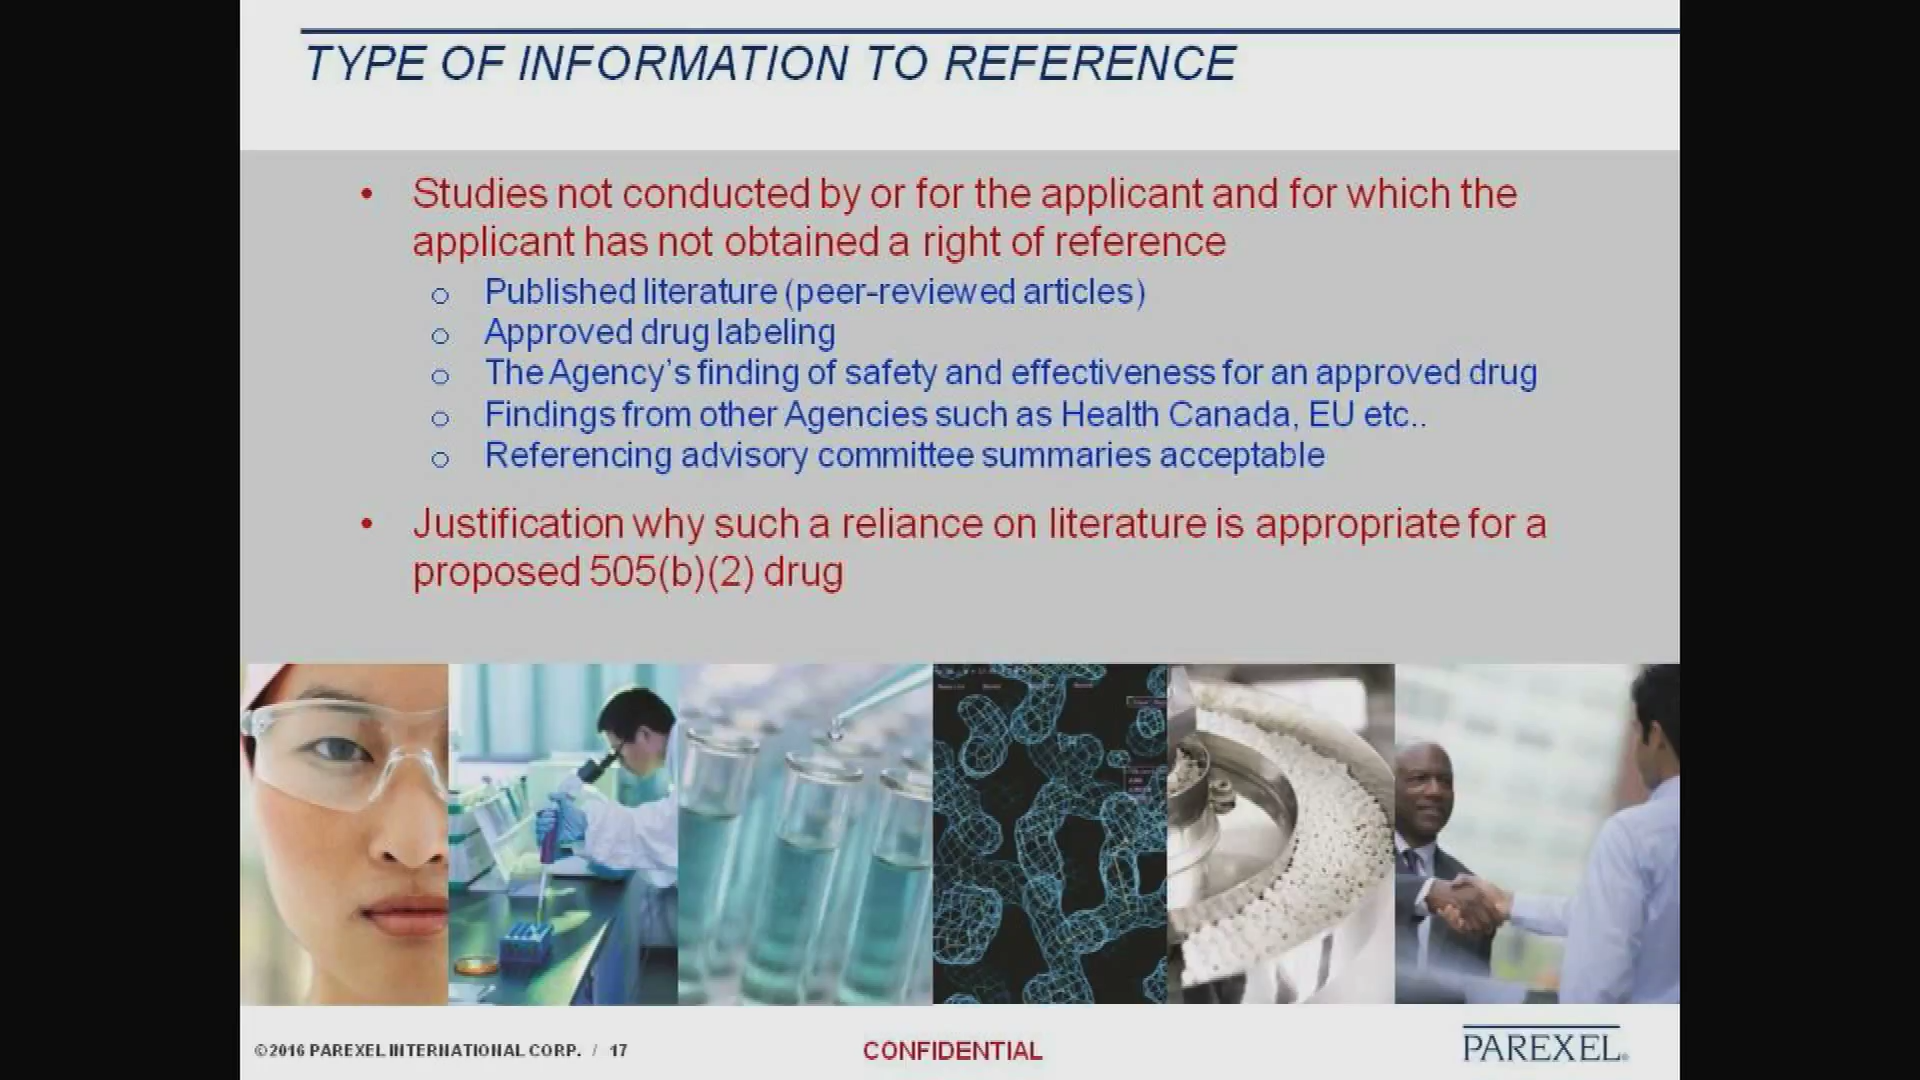 TYPE OF INFORMATION TO REFERENCE
• Studies not conducted by or for the applicant and for which the
applicant has not obtained a right of reference
o Published literature (peer-reviewed articles)
o Approved drug labeling
o The Agency's finding of safety and effectiveness for an approved drug
o Findings from other Agencies such as Health Canada, EU etc..
o Referencing advisory committee summaries acceptable
• Justification why such a reliance on literature is appropriate for a
proposed 505(b)(2) drug
©2016 PAREXEL INTERNATIONAL CORP. / 17
CONFIDENTIAL
PAREXEL®